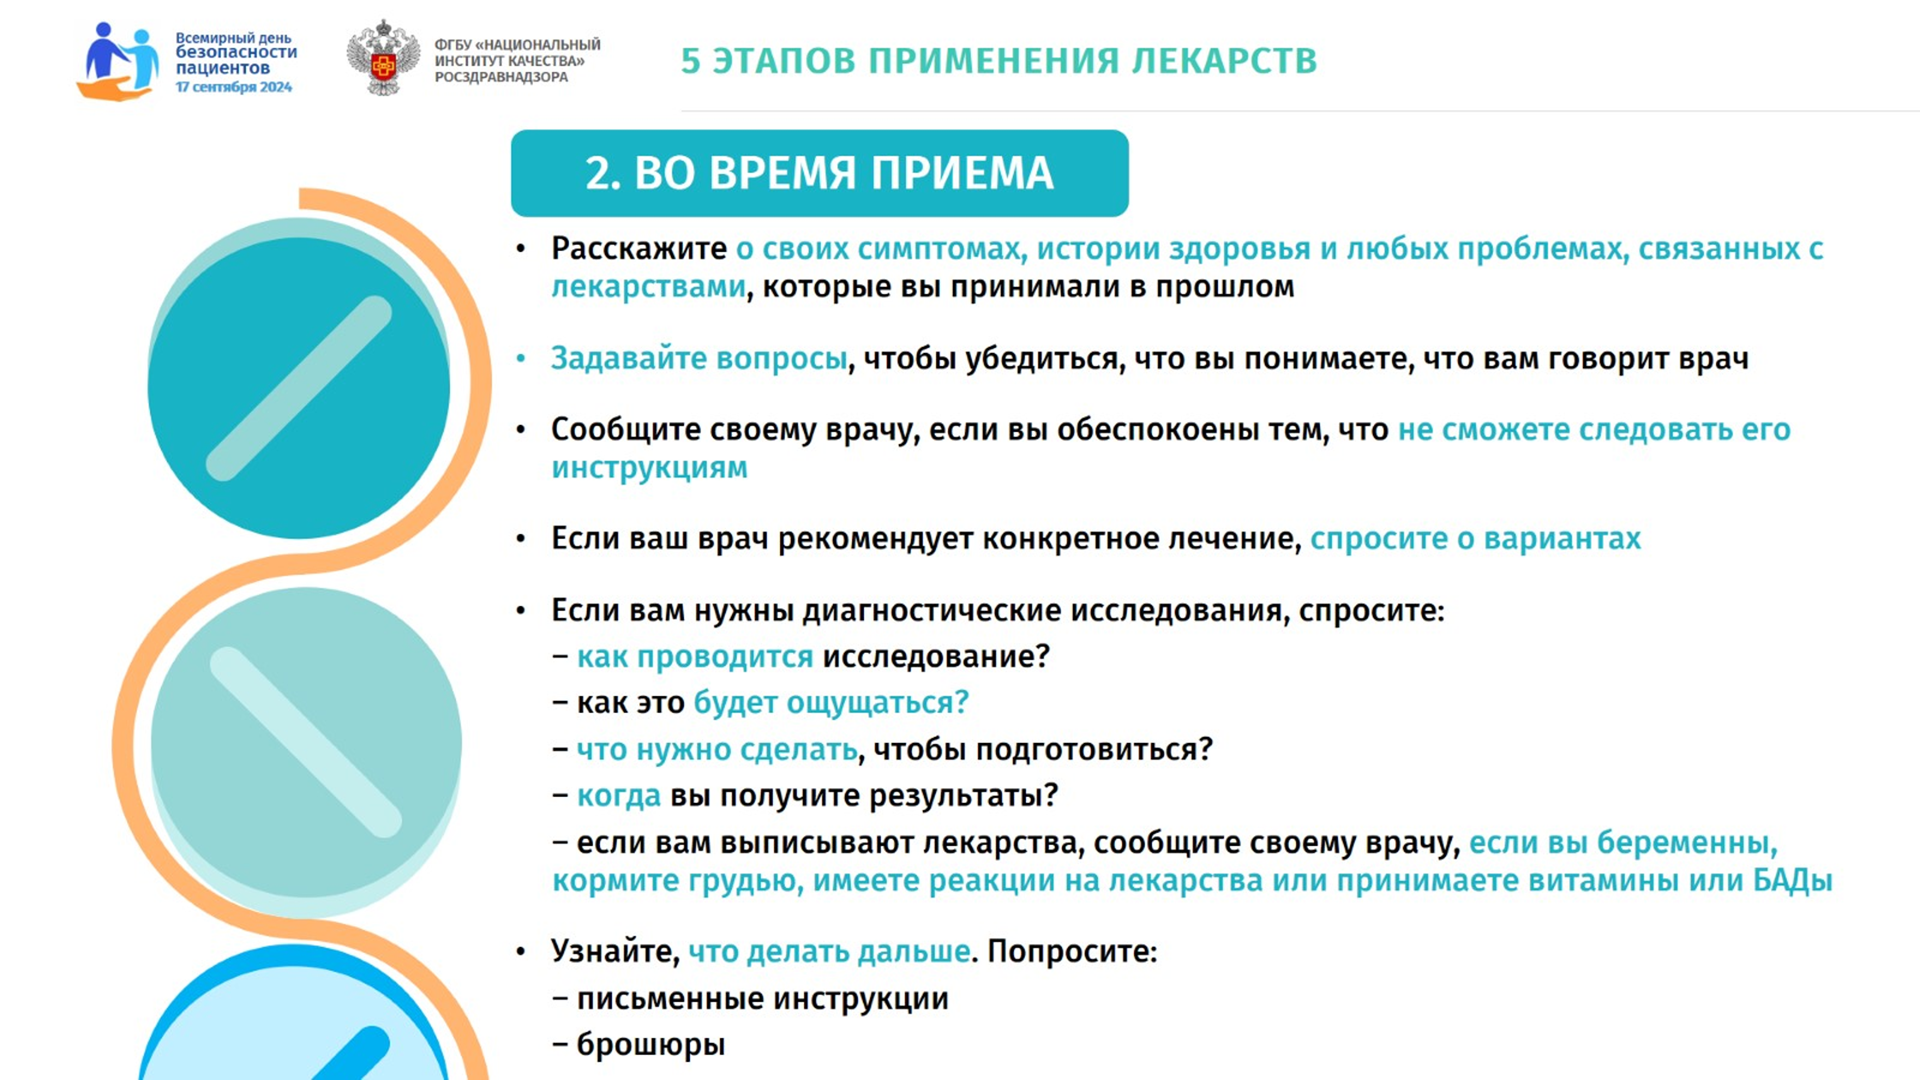 Всемирный день
безопасности
пациентов
17 сентября 2024
ФГБУ «НАЦИОНАЛЬНЫЙ
ИНСТИТУТ КАЧЕСТВА»
РОСЗДРАВНАДЗОРА
5 ЭТАПОВ ПРИМЕНЕНИЯ ЛЕКАРСТВ
2. ВО ВРЕМЯ ПРИЕМА
• Расскажите о своих симптомах, истории здоровья и любых проблемах, связанных с
лекарствами, которые вы принимали в прошлом
• Задавайте вопросы, чтобы убедиться, что вы понимаете, что вам говорит врач
• Сообщите своему врачу, если вы обеспокоены тем, что не сможете следовать его
инструкциям
• Если ваш врач рекомендует конкретное лечение, спросите о вариантах
• Если вам нужны диагностические исследования, спросите:
– как проводится исследование?
– как это будет ощущаться?
– что нужно сделать, чтобы подготовиться?
– когда вы получите результаты?
– если вам выписывают лекарства, сообщите своему врачу, если вы беременны,
кормите грудью, имеете реакции на лекарства или принимаете витамины или БАДы
• Узнайте, что делать дальше. Попросите:
– письменные инструкции
– брошюры